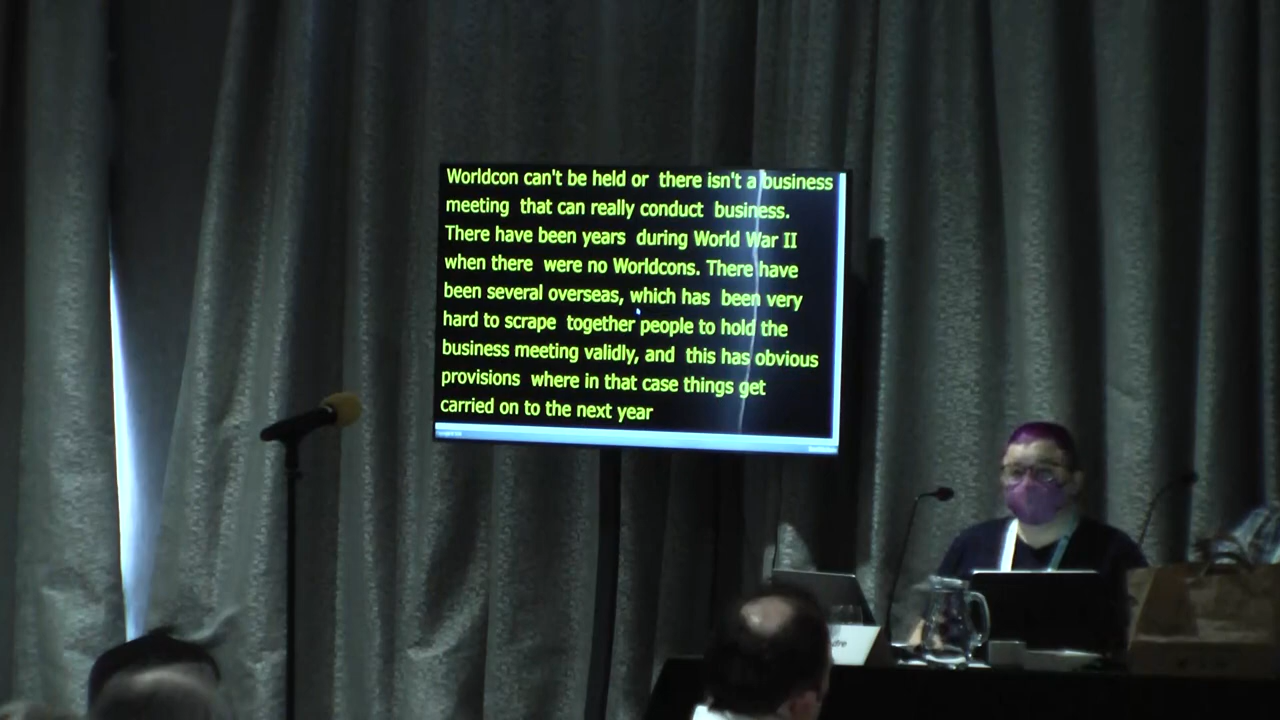 Worldcon can't be held or there isn't a business
meeting that can really conduct business.
There have been years during World War II
when there were no Worldcons. There have
been several overseas, which has been very
hard to scrape together people to hold the
business meeting validly, and this has obvious
provisions where in that case things get
carried on to the next year